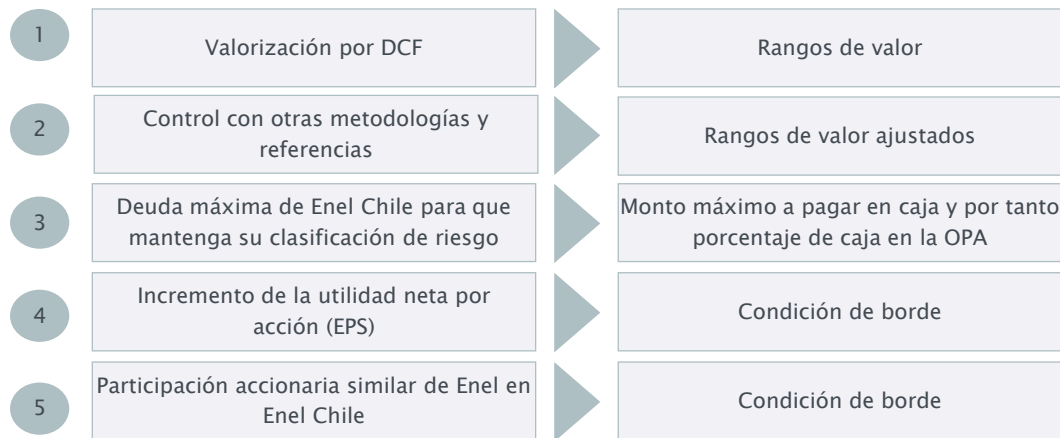 1
Valorización por DCF
Rangos de valor
2
Control con otras metodologías y
referencias
Rangos de valor ajustados
3
Deuda máxima de Enel Chile para que
mantenga su clasificación de riesgo
Monto máximo a pagar en caja y por tanto
porcentaje de caja en la OPA
4
Incremento de la utilidad neta por
acción (EPS)
Condición de borde
5
Participación accionaria similar de Enel en
Enel Chile
Condición de borde